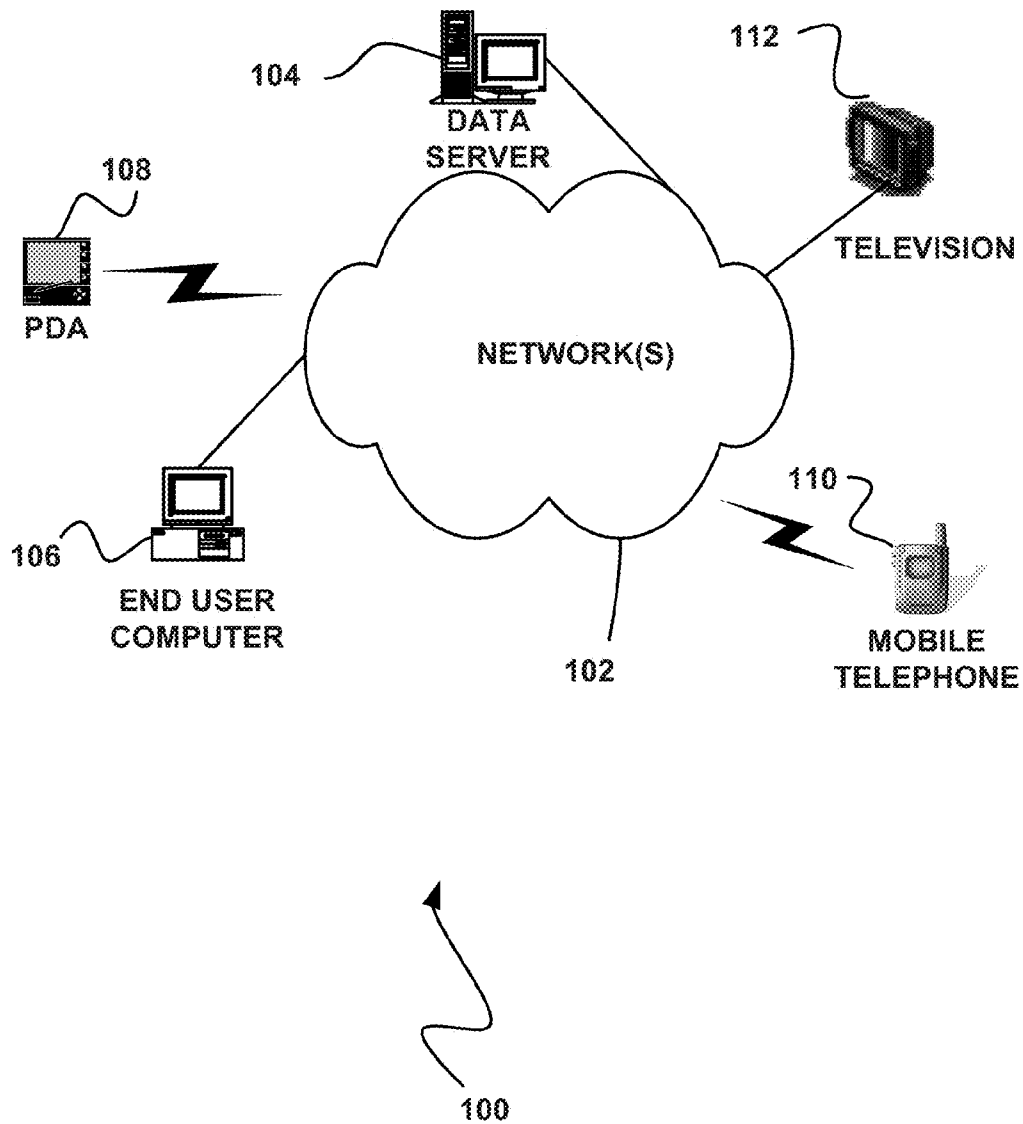 112
104
DATA
SERVER
108
TELEVISION
PDA
NETWORK(S)
110
106
END USER
COMPUTER
102
MOBILE
TELEPHONE
100